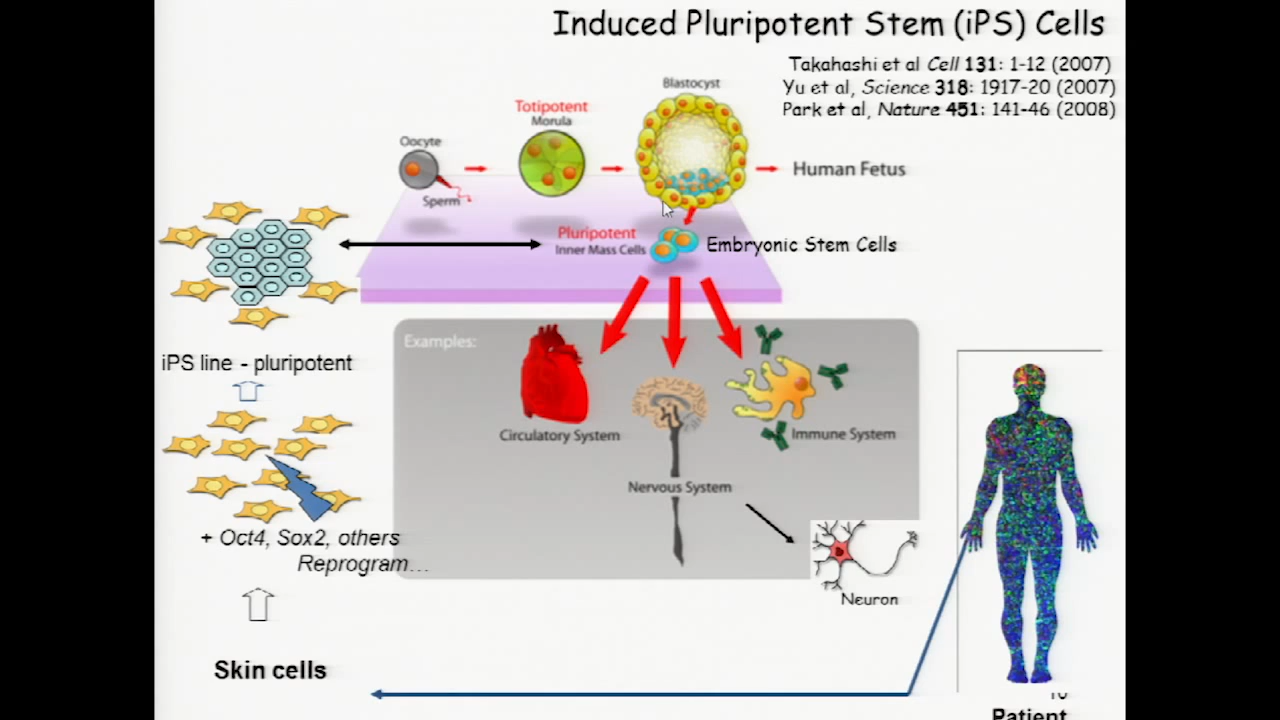 Induced Pluripotent Stem (iPS) Cells
Takahashi et al Cell 131: 1-12 (2007)
Yu et al, Science 318: 1917-20 (2007)
Park et al, Nature 451: 141-46 (2008)
Blastocyst
Totipotent
Morula
Oocyte
Sperm
Human Fetus
Pluripotent
Inner Mass Cells
Embryonic Stem Cells
Examples:
Circulatory System
Immune System
Nervous System
Neuron
iPS line - pluripotent
+ Oct4, Sox2, others
Reprogram...
Skin cells
Patient